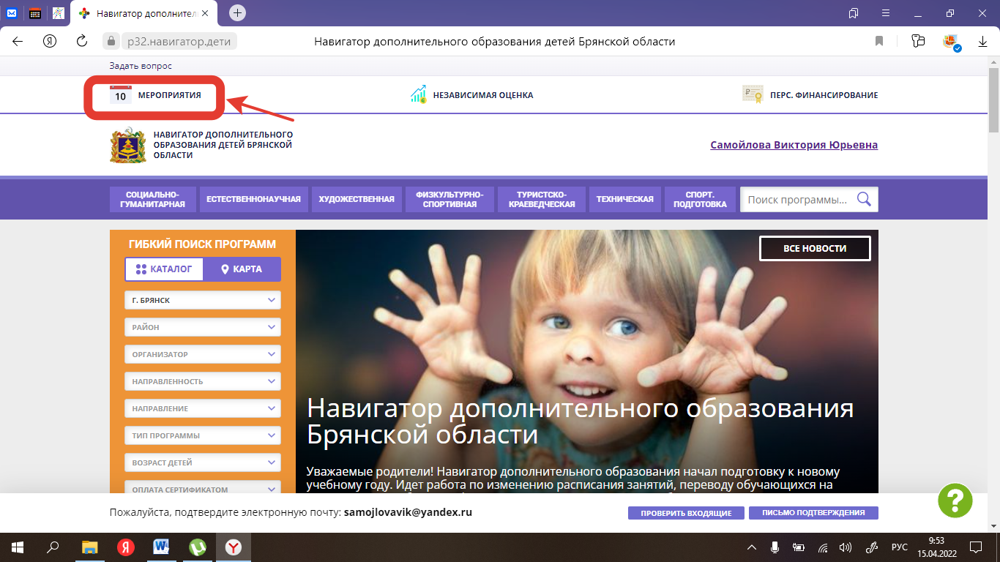 Навигатор дополнител
р32.навигатор.дети
Навигатор дополнительного образования детей Брянской области
Задать вопрос
10 МЕРОПРИЯТИЯ
НЕЗАВИСИМАЯ ОЦЕНКА
ПЕРС. ФИНАНСИРОВАНИЕ
НАВИГАТОР ДОПОЛНИТЕЛЬНОГО
ОБРАЗОВАНИЯ ДЕТЕЙ БРЯНСКОЙ
ОБЛАСТИ
Самойлова Виктория Юрьевна
СОЦИАЛЬНО-
ГУМАНИТАРНАЯ
ЕСТЕСТВЕННОНАУЧНАЯ
ХУДОЖЕСТВЕННАЯ
ФИЗКУЛЬТУРНО-
СПОРТИВНАЯ
ТУРИСТСКО-
КРАЕВЕДЧЕСКАЯ
ТЕХНИЧЕСКАЯ
СПОРТ.
ПОДГОТОВКА
Поиск программы...
ГИБКИЙ ПОИСК ПРОГРАММ
КАТАЛОГ
КАРТА
Г. БРЯНСК
РАЙОН
ОРГАНИЗАТОР
НАПРАВЛЕННОСТЬ
НАПРАВЛЕНИЕ
ТИП ПРОГРАММЫ
ВОЗРАСТ ДЕТЕЙ
ОПЛАТА СЕРТИФИКАТОМ
ВСЕ НОВОСТИ
Навигатор дополнительного образования
Брянской области
Уважаемые родители! Навигатор дополнительного образования начал подготовку к новому
учебному году. Идет работа по изменению расписания занятий, переводу обучающихся на
Пожалуйста, подтвердите электронную почту: samojlovavik@yandex.ru
ПРОВЕРИТЬ ВХОДЯЩИЕ
ПИСЬМО ПОДТВЕРЖДЕНИЯ
?
РУС
9:53
15.04.2022